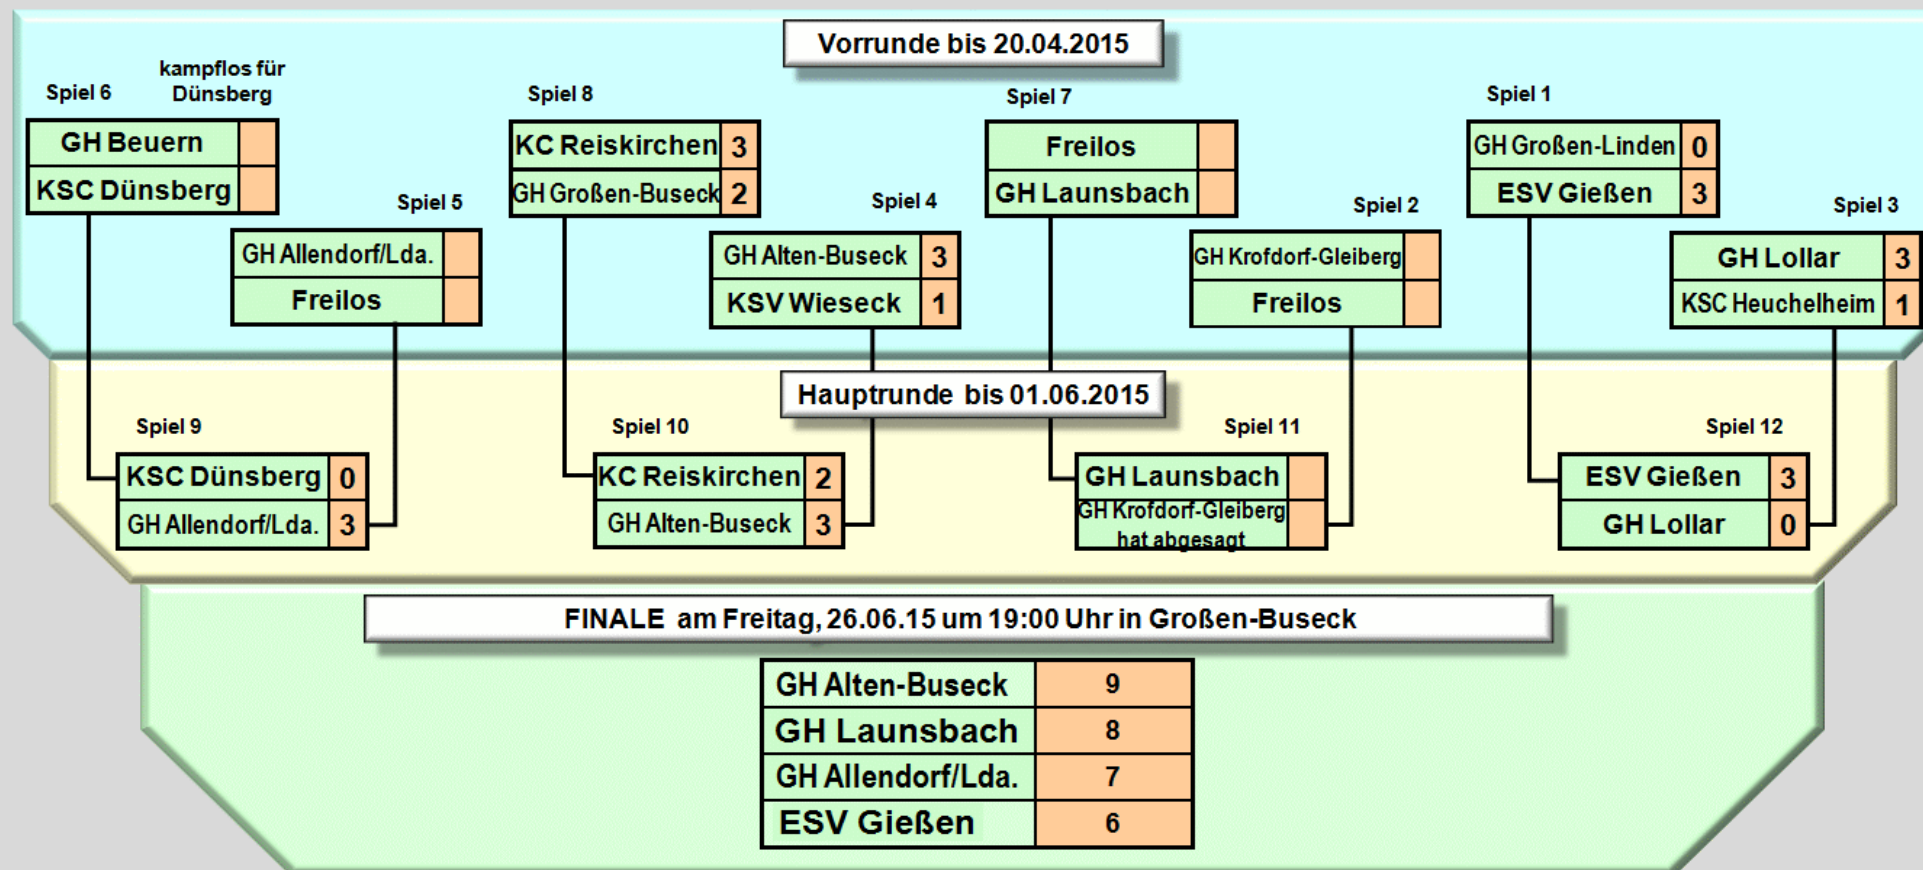 Vorrunde bis 20.04.2015
Spiel 6
kampflos für
Dünsberg
GH Beuern
KSC Dünsberg
Spiel 5
GH Allendorf/Lda.
Freilos
Spiel 8
KC Reiskirchen 3
GH Großen-Buseck 2
Spiel 4
GH Alten-Buseck 3
KSV Wieseck 1
Spiel 7
Freilos
GH Launsbach
Spiel 2
GH Krofdorf-Gleiberg
Freilos
Spiel 1
GH Großen-Linden 0
ESV Gießen 3
Spiel 3
GH Lollar 3
KSC Heuchelheim 1
Hauptrunde bis 01.06.2015
Spiel 9
KSC Dünsberg 0
GH Allendorf/Lda. 3
Spiel 10
KC Reiskirchen 2
GH Alten-Buseck 3
Spiel 11
GH Launsbach
GH Krofdorf-Gleiberg
hat abgesagt
Spiel 12
ESV Gießen 3
GH Lollar 0
FINALE am Freitag, 26.06.15 um 19:00 Uhr in Großen-Buseck
GH Alten-Buseck 9
GH Launsbach 8
GH Allendorf/Lda. 7
ESV Gießen 6